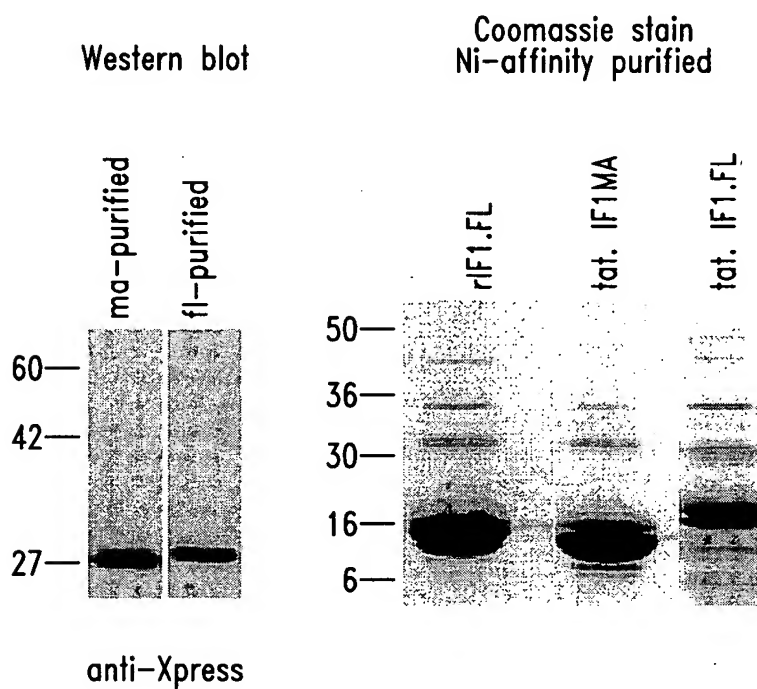 Western blot
ma-purified
fl-purified
60
42
27
anti-Xpress
Coomassie stain
Ni-affinity purified
rIF1.FL
tat. IF1MA
tat. IF1.FL
50
36
30
16
6